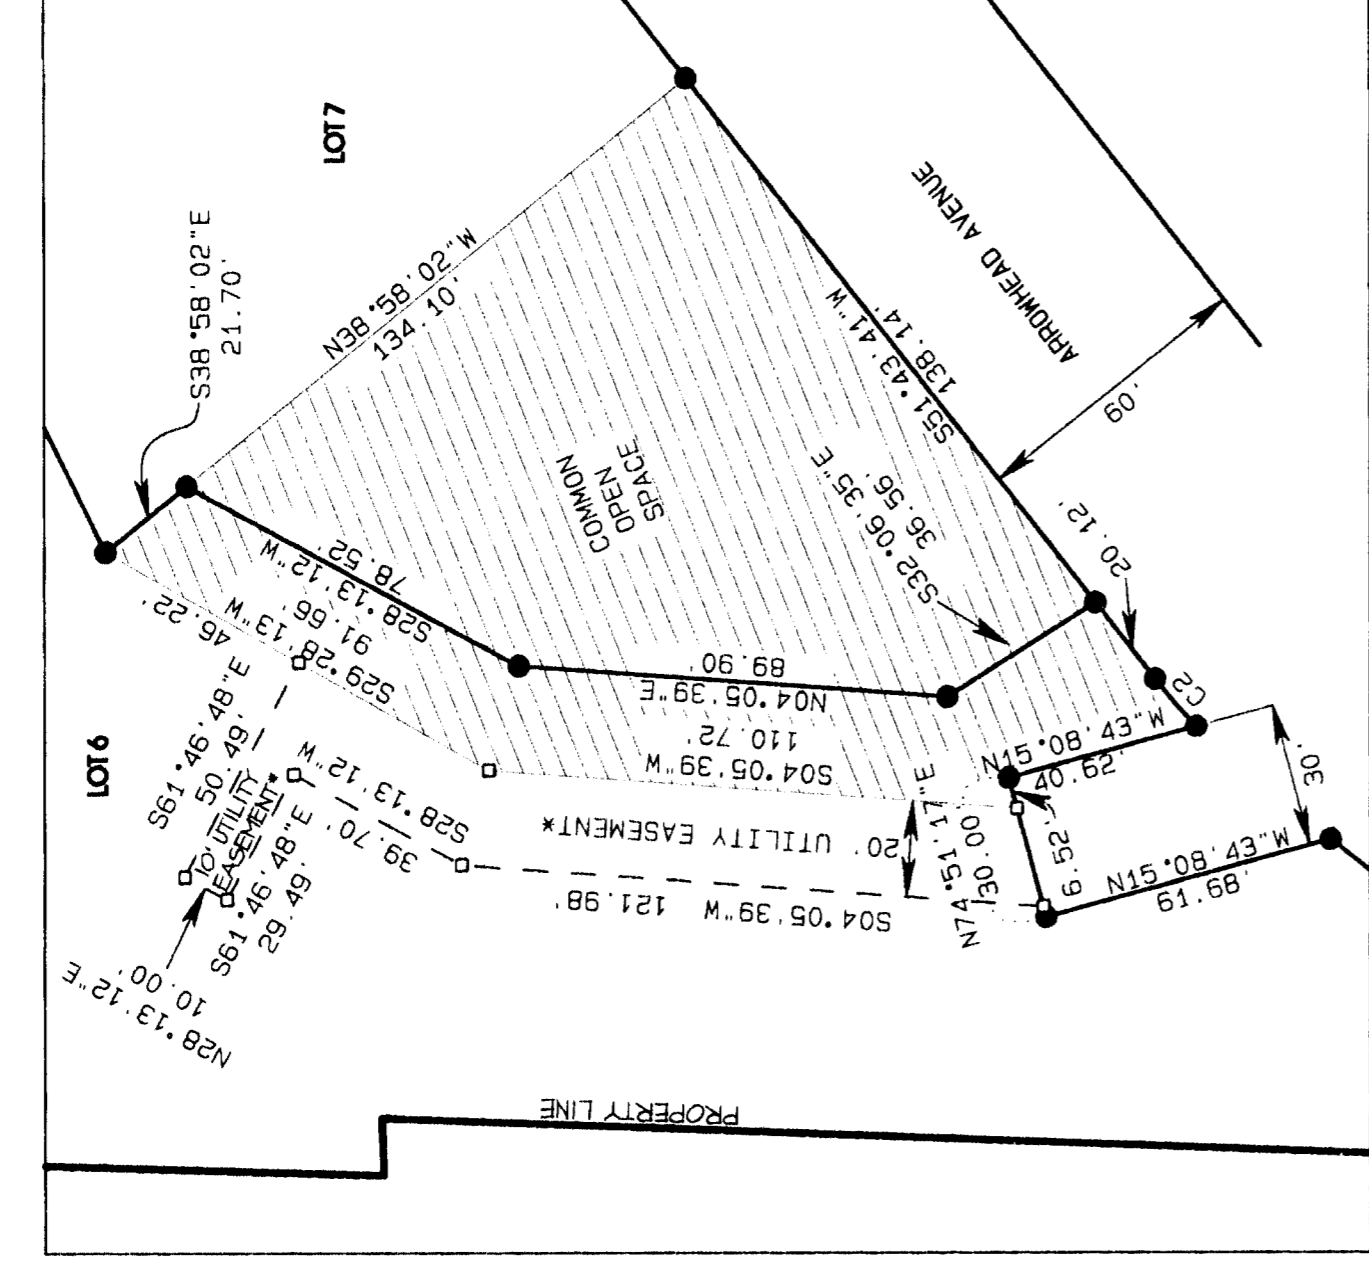 LOT 7
S38°58'02"E
21.70'
N38°58'02"W
134.10'
ARROWHEAD AVENUE
S51°43'41"W
138.14'
60'
COMMON
OPEN
SPACE
S32°06'35"E
36.56'
20.12'
C2
S28°13'12"W
78.52'
46.22'
S29°28'13"W
91.66'
N04°05'39"E
89.90'
S04°05'39"W
110.72'
LOT 6
S61°46'48"E
50.49'
10' UTILITY
EASEMENT*
S61°46'48"E
29.49'
N28°13'12"E
10.00'
S28°13'12"W
39.70'
20' UTILITY EASEMENT*
S04°05'39"W 121.98'
N74°51'17"E
30.00'
6.52'
N15°08'43"W
40.62'
N15°08'43"W
61.68'
30'
PROPERTY LINE